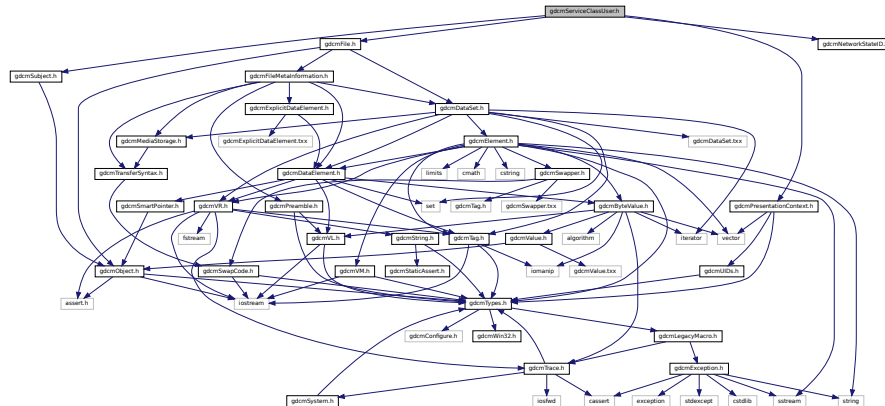 gdcmServiceClassUser.h
gdcmFile.h
gdcmNetworkStateID.
gdcmSubject.h
gdcmFileMetaInformation.h
gdcmExplicitDataElement.h
gdcmDataSet.h
gdcmMediaStorage.h
gdcmExplicitDataElement.txx
gdcmElement.h
gdcmDataSet.txx
gdcmTransferSyntax.h
gdcmDataElement.h
limits
cmath
cstring
gdcmSwapper.h
gdcmSmartPointer.h
gdcmVR.h
gdcmPreamble.h
set
gdcmTag.h
gdcmSwapper.txx
gdcmByteValue.h
gdcmPresentationContext.h
fstream
gdcmVL.h
gdcmString.h
gdcmTag.h
gdcmValue.h
algorithm
iterator
vector
gdcmObject.h
gdcmSwapCode.h
gdcmVM.h
gdcmStaticAssert.h
iomanip
gdcmValue.txx
gdcmUIDs.h
assert.h
iostream
gdcmTypes.h
gdcmConfigure.h
gdcmWin32.h
gdcmLegacyMacro.h
gdcmTrace.h
gdcmException.h
gdcmSystem.h
iosfwd
cassert
exception
stdexcept
cstdlib
sstream
string